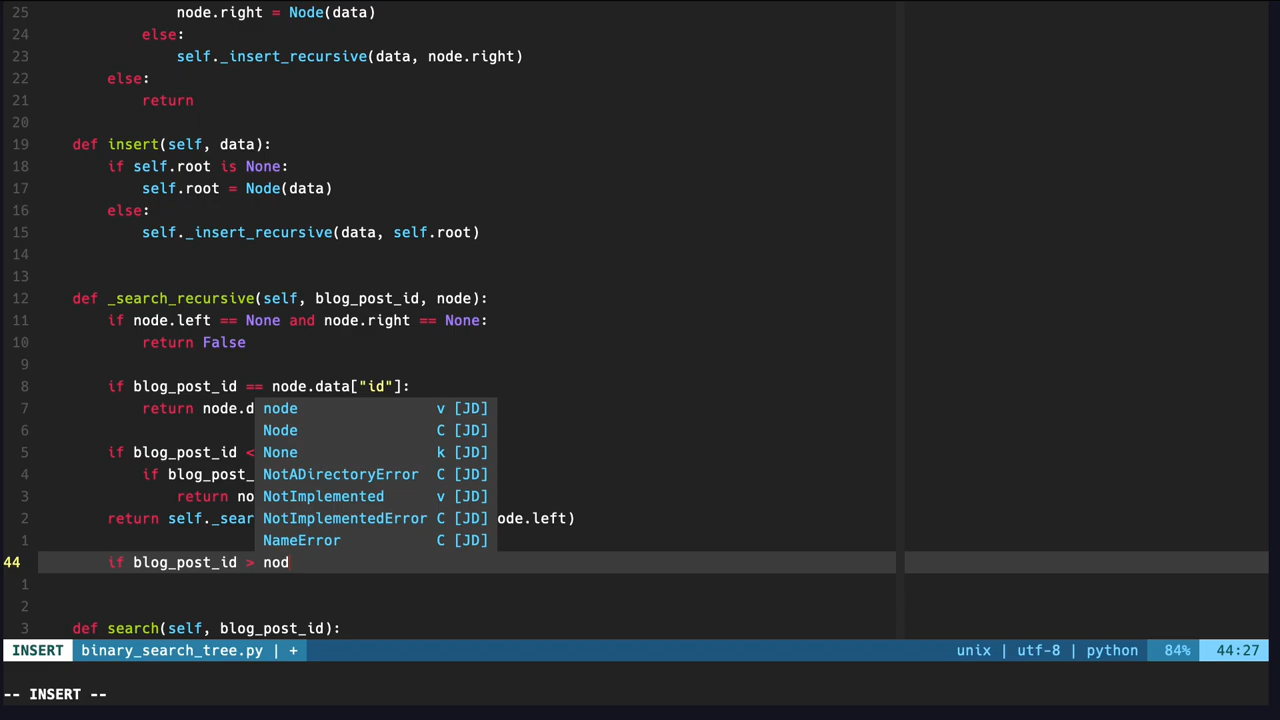 25                  node.right = Node(data)
24              else:
23                  self._insert_recursive(data, node.right)
22          else:
21              return
20
19      def insert(self, data):
18          if self.root is None:
17              self.root = Node(data)
16          else:
15              self._insert_recursive(data, self.root)
14
13
12      def _search_recursive(self, blog_post_id, node):
11          if node.left == None and node.right == None:
10              return False
9
8          if blog_post_id == node.data["id"]:
7              return node.d node v [JD]
6 Node C [JD]
5          if blog_post_id < None k [JD]
4              if blog_post_ NotADirectoryError C [JD]
3                  return no NotImplemented v [JD]
2          return self._sear NotImplementedError C [JD] ode.left)
1 NameError C [JD]
44          if blog_post_id > nod
1
2
3      def search(self, blog_post_id):
INSERT binary_search_tree.py | + unix | utf-8 | python 84% 44:27
-- INSERT --